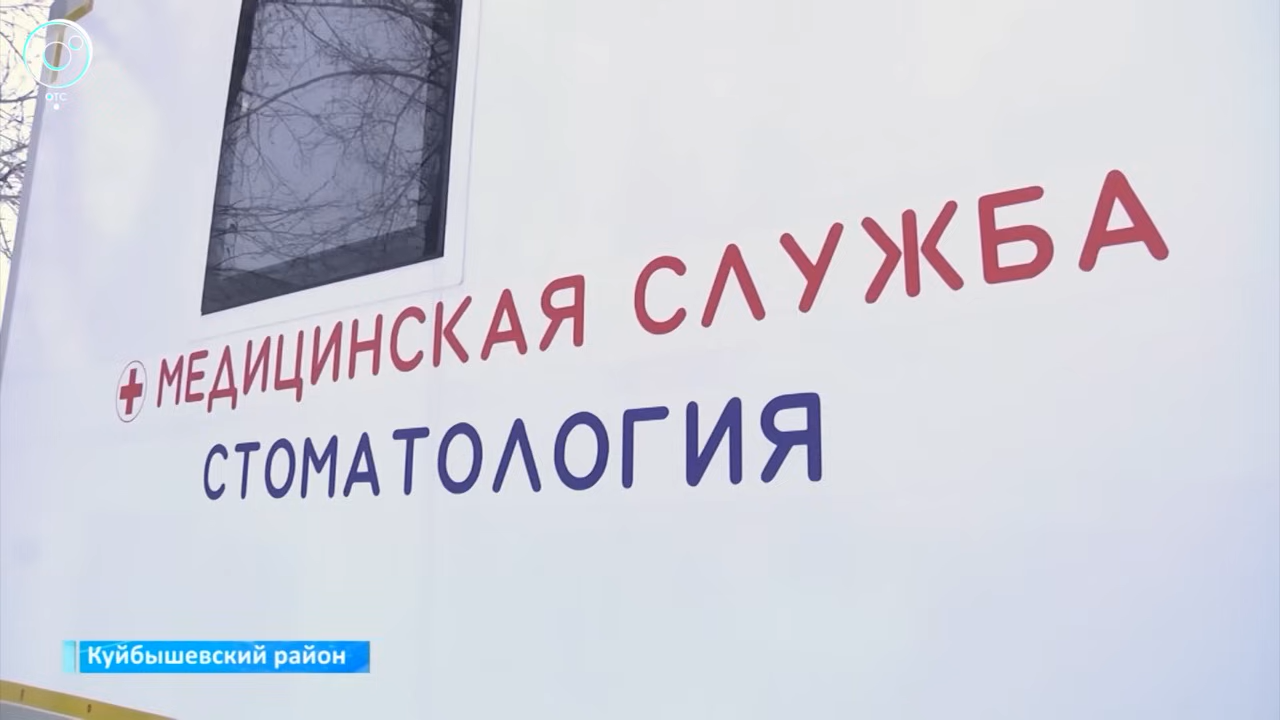 ОТС
МЕДИЦИНСКАЯ СЛУЖБА
СТОМАТОЛОГИЯ
Куйбышевский район